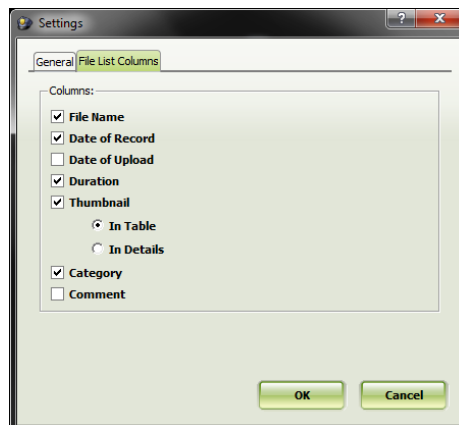 Settings
?
X
General File List Columns
Columns:
File Name
Date of Record
Date of Upload
Duration
Thumbnail
In Table
In Details
Category
Comment
OK Cancel